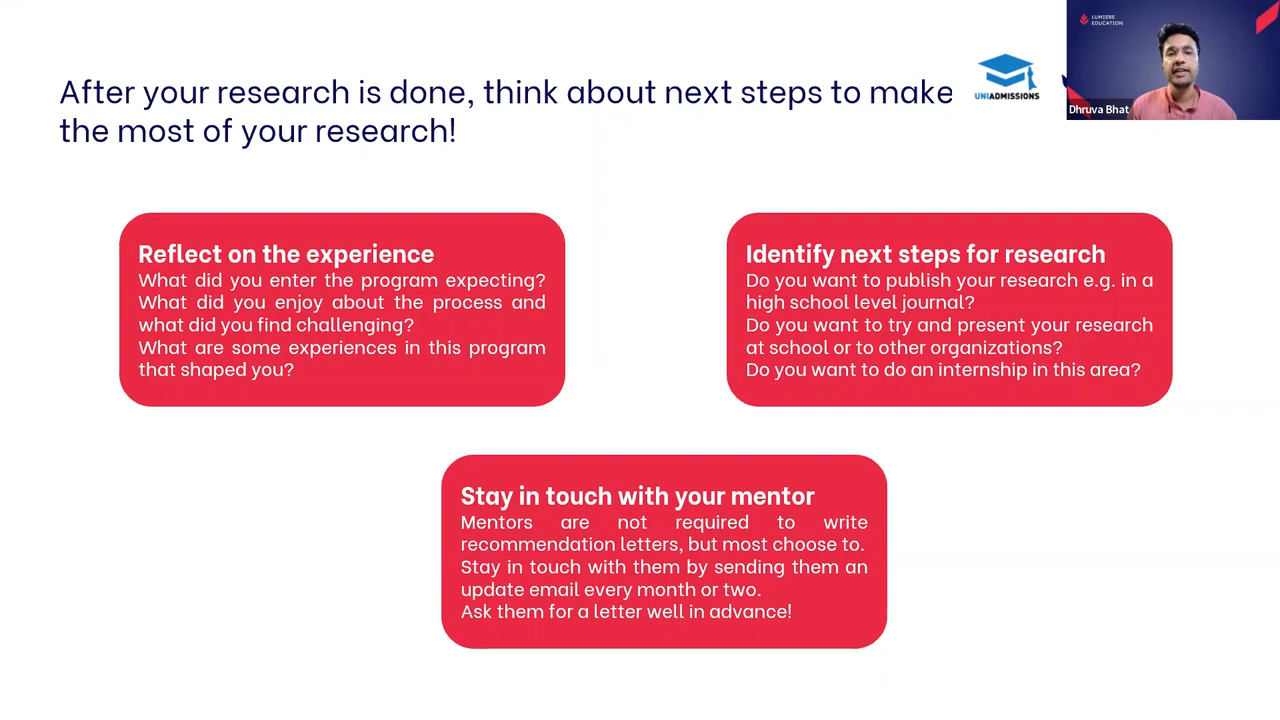 After your research is done, think about next steps to make
the most of your research!
UNIADMISSIONS
LUMIERE
EDUCATION
Dhruva Bhat
Reflect on the experience
What did you enter the program expecting?
What did you enjoy about the process and
what did you find challenging?
What are some experiences in this program
that shaped you?
Identify next steps for research
Do you want to publish your research e.g. in a
high school level journal?
Do you want to try and present your research
at school or to other organizations?
Do you want to do an internship in this area?
Stay in touch with your mentor
Mentors are not required to write
recommendation letters, but most choose to.
Stay in touch with them by sending them an
update email every month or two.
Ask them for a letter well in advance!